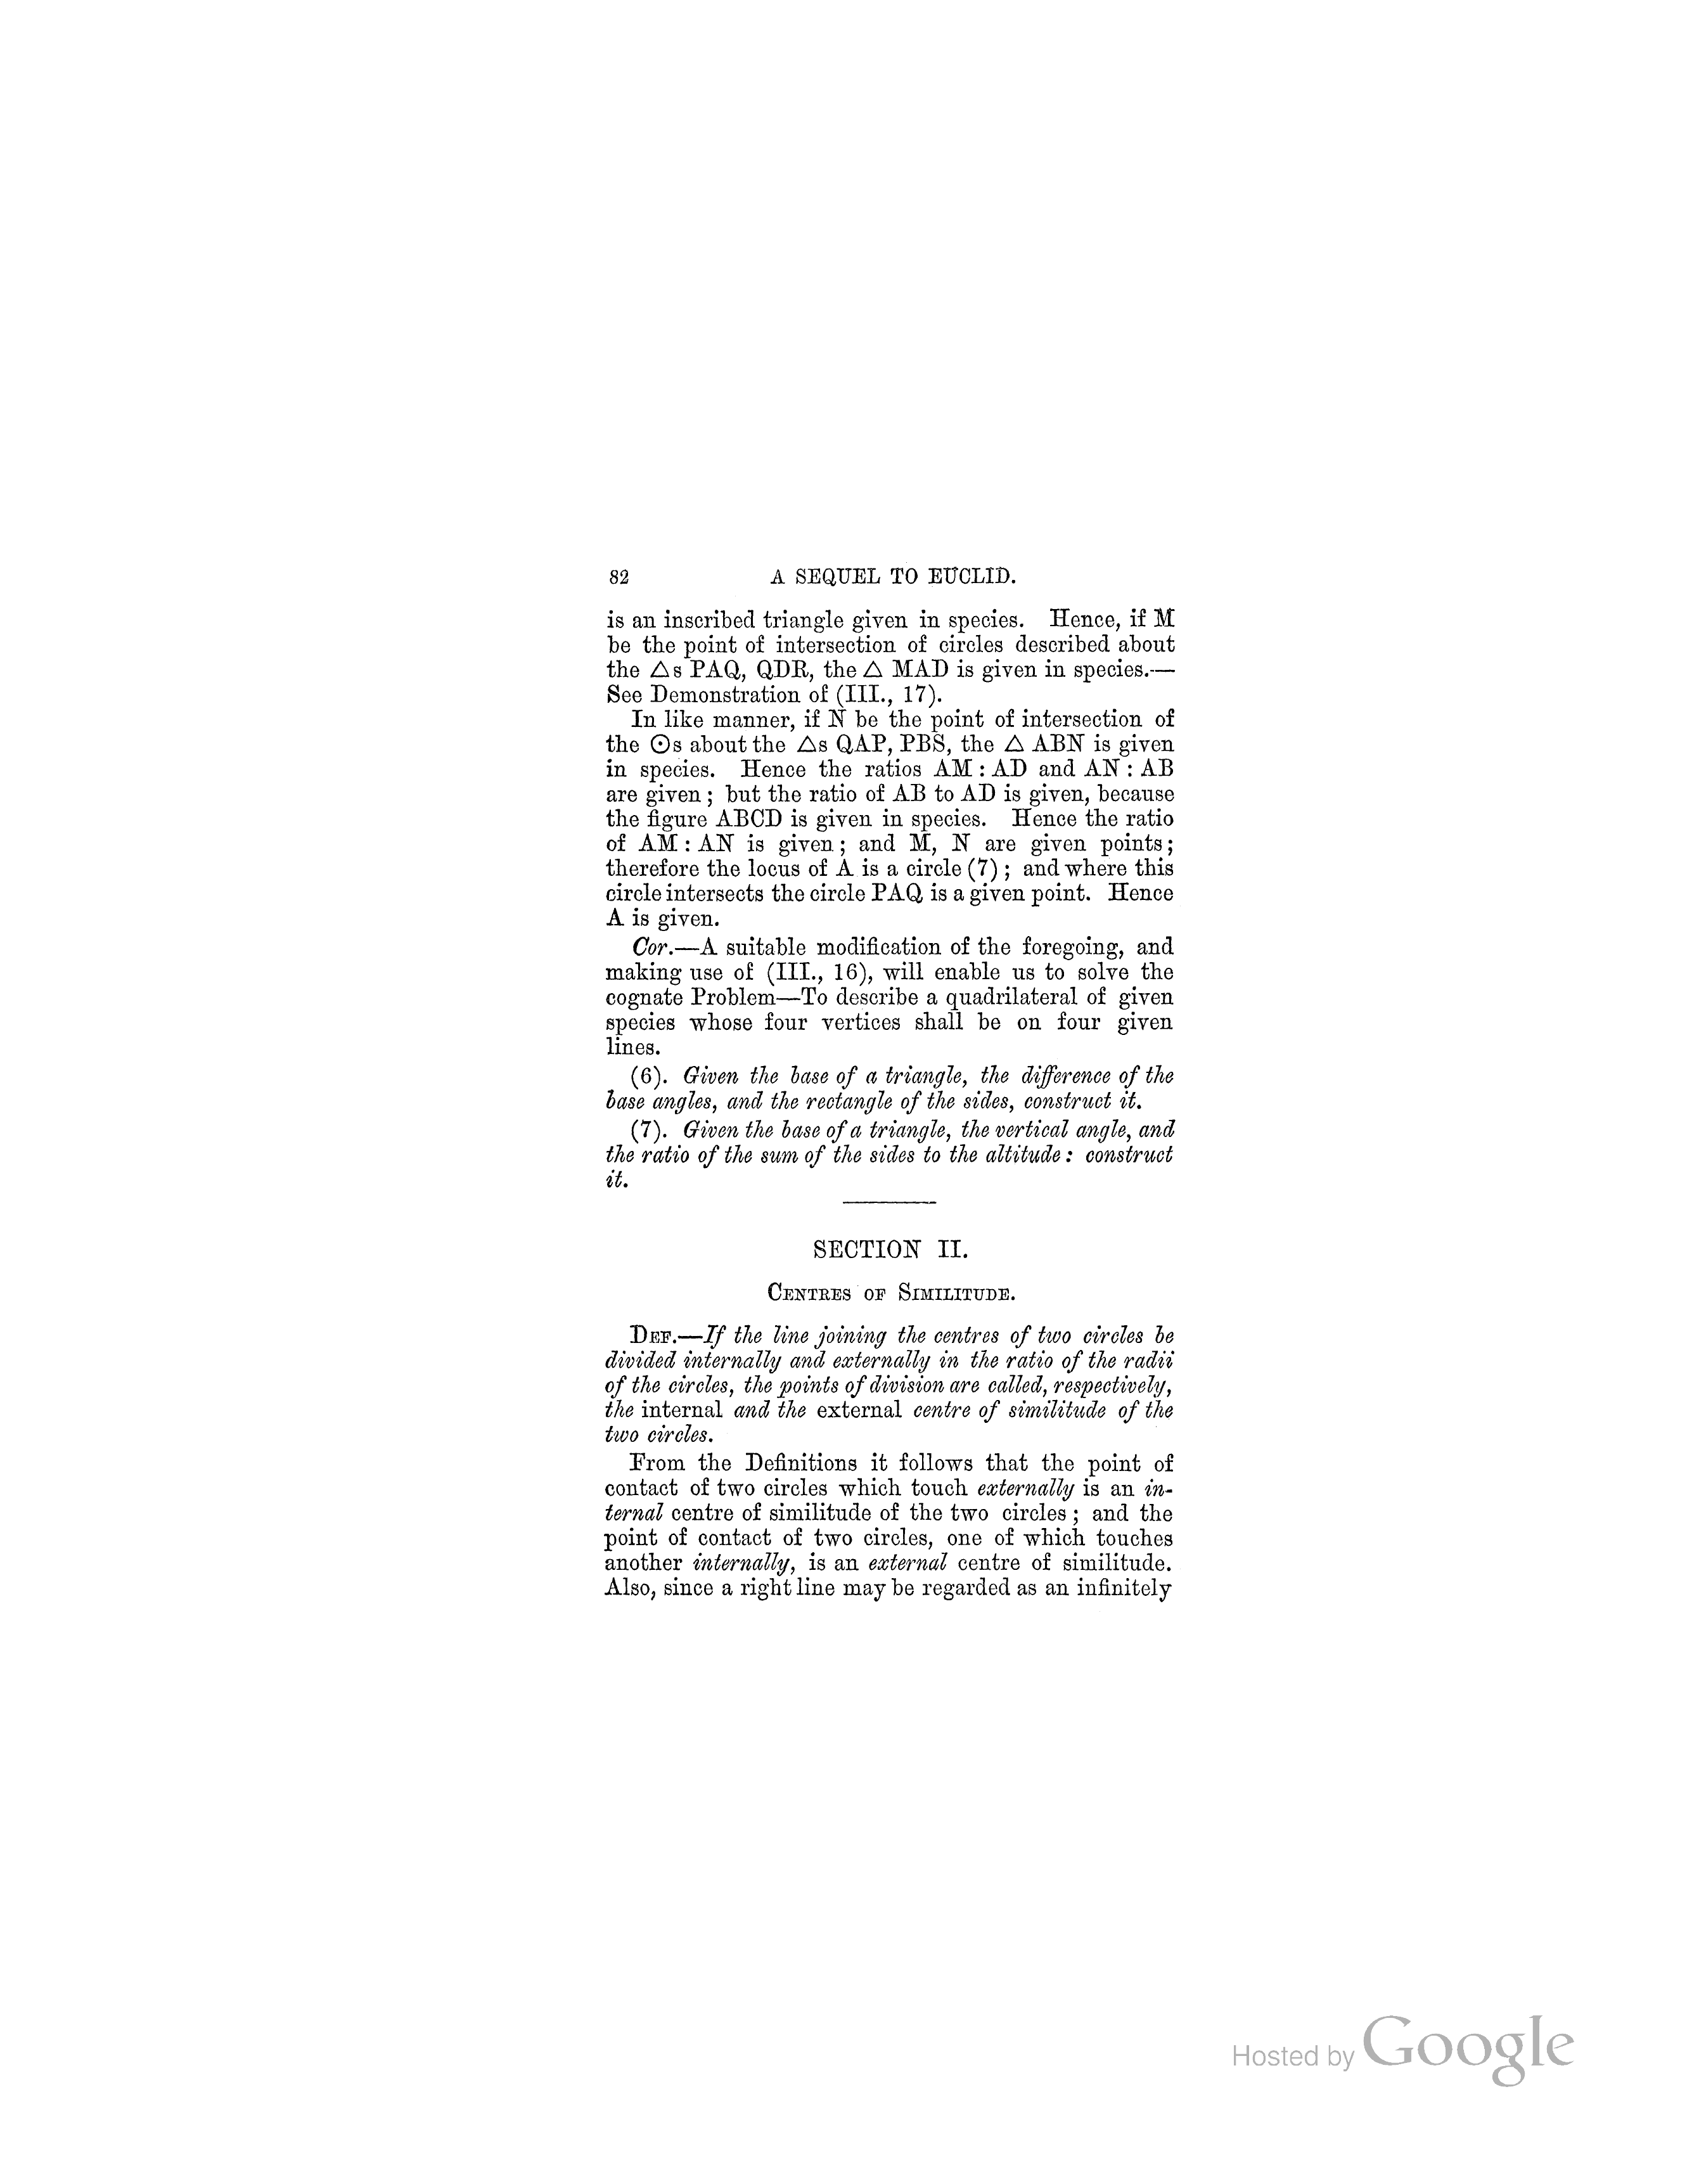 82 A SEQUEL TO EUCLID.
is an inscribed triangle given in species. Hence, if M
be the point of intersection of circles described about
the △s PAQ, QDR, the △ MAD is given in species.—
See Demonstration of (III., 17).
In like manner, if N be the point of intersection of
the ⊙s about the △s QAP, PBS, the △ ABN is given
in species. Hence the ratios AM : AD and AN : AB
are given ; but the ratio of AB to AD is given, because
the figure ABCD is given in species. Hence the ratio
of AM : AN is given ; and M, N are given points ;
therefore the locus of A is a circle (7) ; and where this
circle intersects the circle PAQ is a given point. Hence
A is given.
Cor.—A suitable modification of the foregoing, and
making use of (III., 16), will enable us to solve the
cognate Problem—To describe a quadrilateral of given
species whose four vertices shall be on four given
lines.
(6). Given the base of a triangle, the difference of the
base angles, and the rectangle of the sides, construct it.
(7). Given the base of a triangle, the vertical angle, and
the ratio of the sum of the sides to the altitude : construct
it.
SECTION II.
CENTRES OF SIMILITUDE.
DEF.—If the line joining the centres of two circles be
divided internally and externally in the ratio of the radii
of the circles, the points of division are called, respectively,
the internal and the external centre of similitude of the
two circles.
From the Definitions it follows that the point of
contact of two circles which touch externally is an in-
ternal centre of similitude of the two circles ; and the
point of contact of two circles, one of which touches
another internally, is an external centre of similitude.
Also, since a right line may be regarded as an infinitely
Hosted by Google